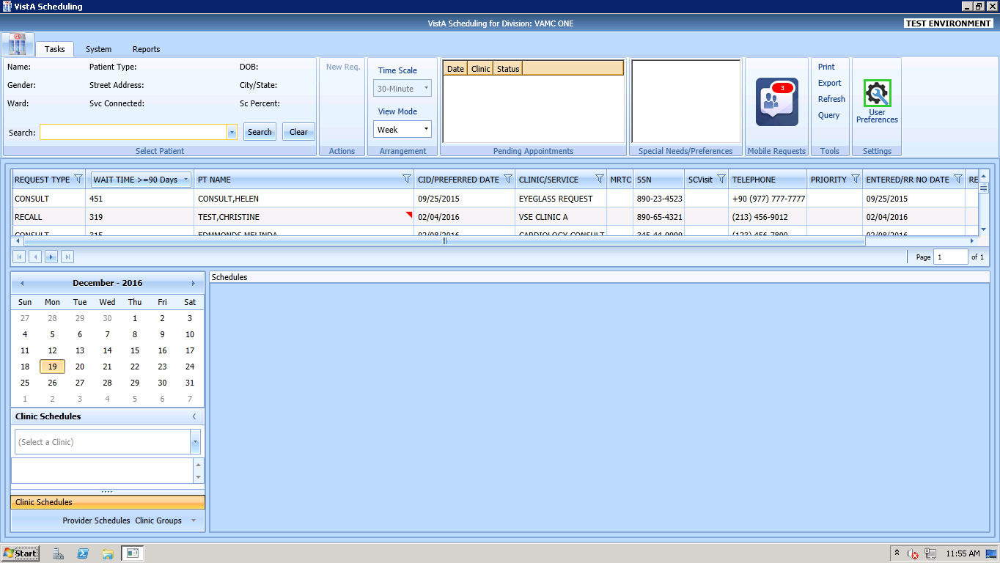 VistA Scheduling
VistA Scheduling for Division: VAMC ONE
TEST ENVIRONMENT
Tasks System Reports
Name: Patient Type: DOB:
Gender: Street Address: City/State:
Ward: Svc Connected: Sc Percent:
Search: Search Clear
Select Patient
New Req.
Actions
Time Scale
30-Minute
View Mode
Week
Arrangement
Date Clinic Status
Pending Appointments
Special Needs/Preferences
3
Mobile Requests
Print
Export
Refresh
Query
Tools
User
Preferences
Settings
REQUEST TYPE WAIT TIME >=90 Days PT NAME CID/PREFERRED DATE CLINIC/SERVICE MRTC SSN SCVisit TELEPHONE PRIORITY ENTERED/RR NO DATE RE
CONSULT 451 CONSULT,HELEN 09/25/2015 EYEGLASS REQUEST 890-23-4523 +90 (977) 777-7777 09/25/2015
RECALL 319 TEST,CHRISTINE 02/04/2016 VSE CLINIC A 890-65-4321 (213) 456-9012 02/04/2016
CONSULT 315 EDMMONDS,MELINDA 02/08/2016 CARDIOLOGY CONSULT 345-44-9999 (123) 456-7890 02/08/2016
Page 1 of 1
December - 2016
Sun Mon Tue Wed Thu Fri Sat
27 28 29 30 1 2 3
4 5 6 7 8 9 10
11 12 13 14 15 16 17
18 19 20 21 22 23 24
25 26 27 28 29 30 31
1 2 3 4 5 6 7
Clinic Schedules
(Select a Clinic)
Clinic Schedules
Provider Schedules Clinic Groups
Schedules
Start
11:55 AM